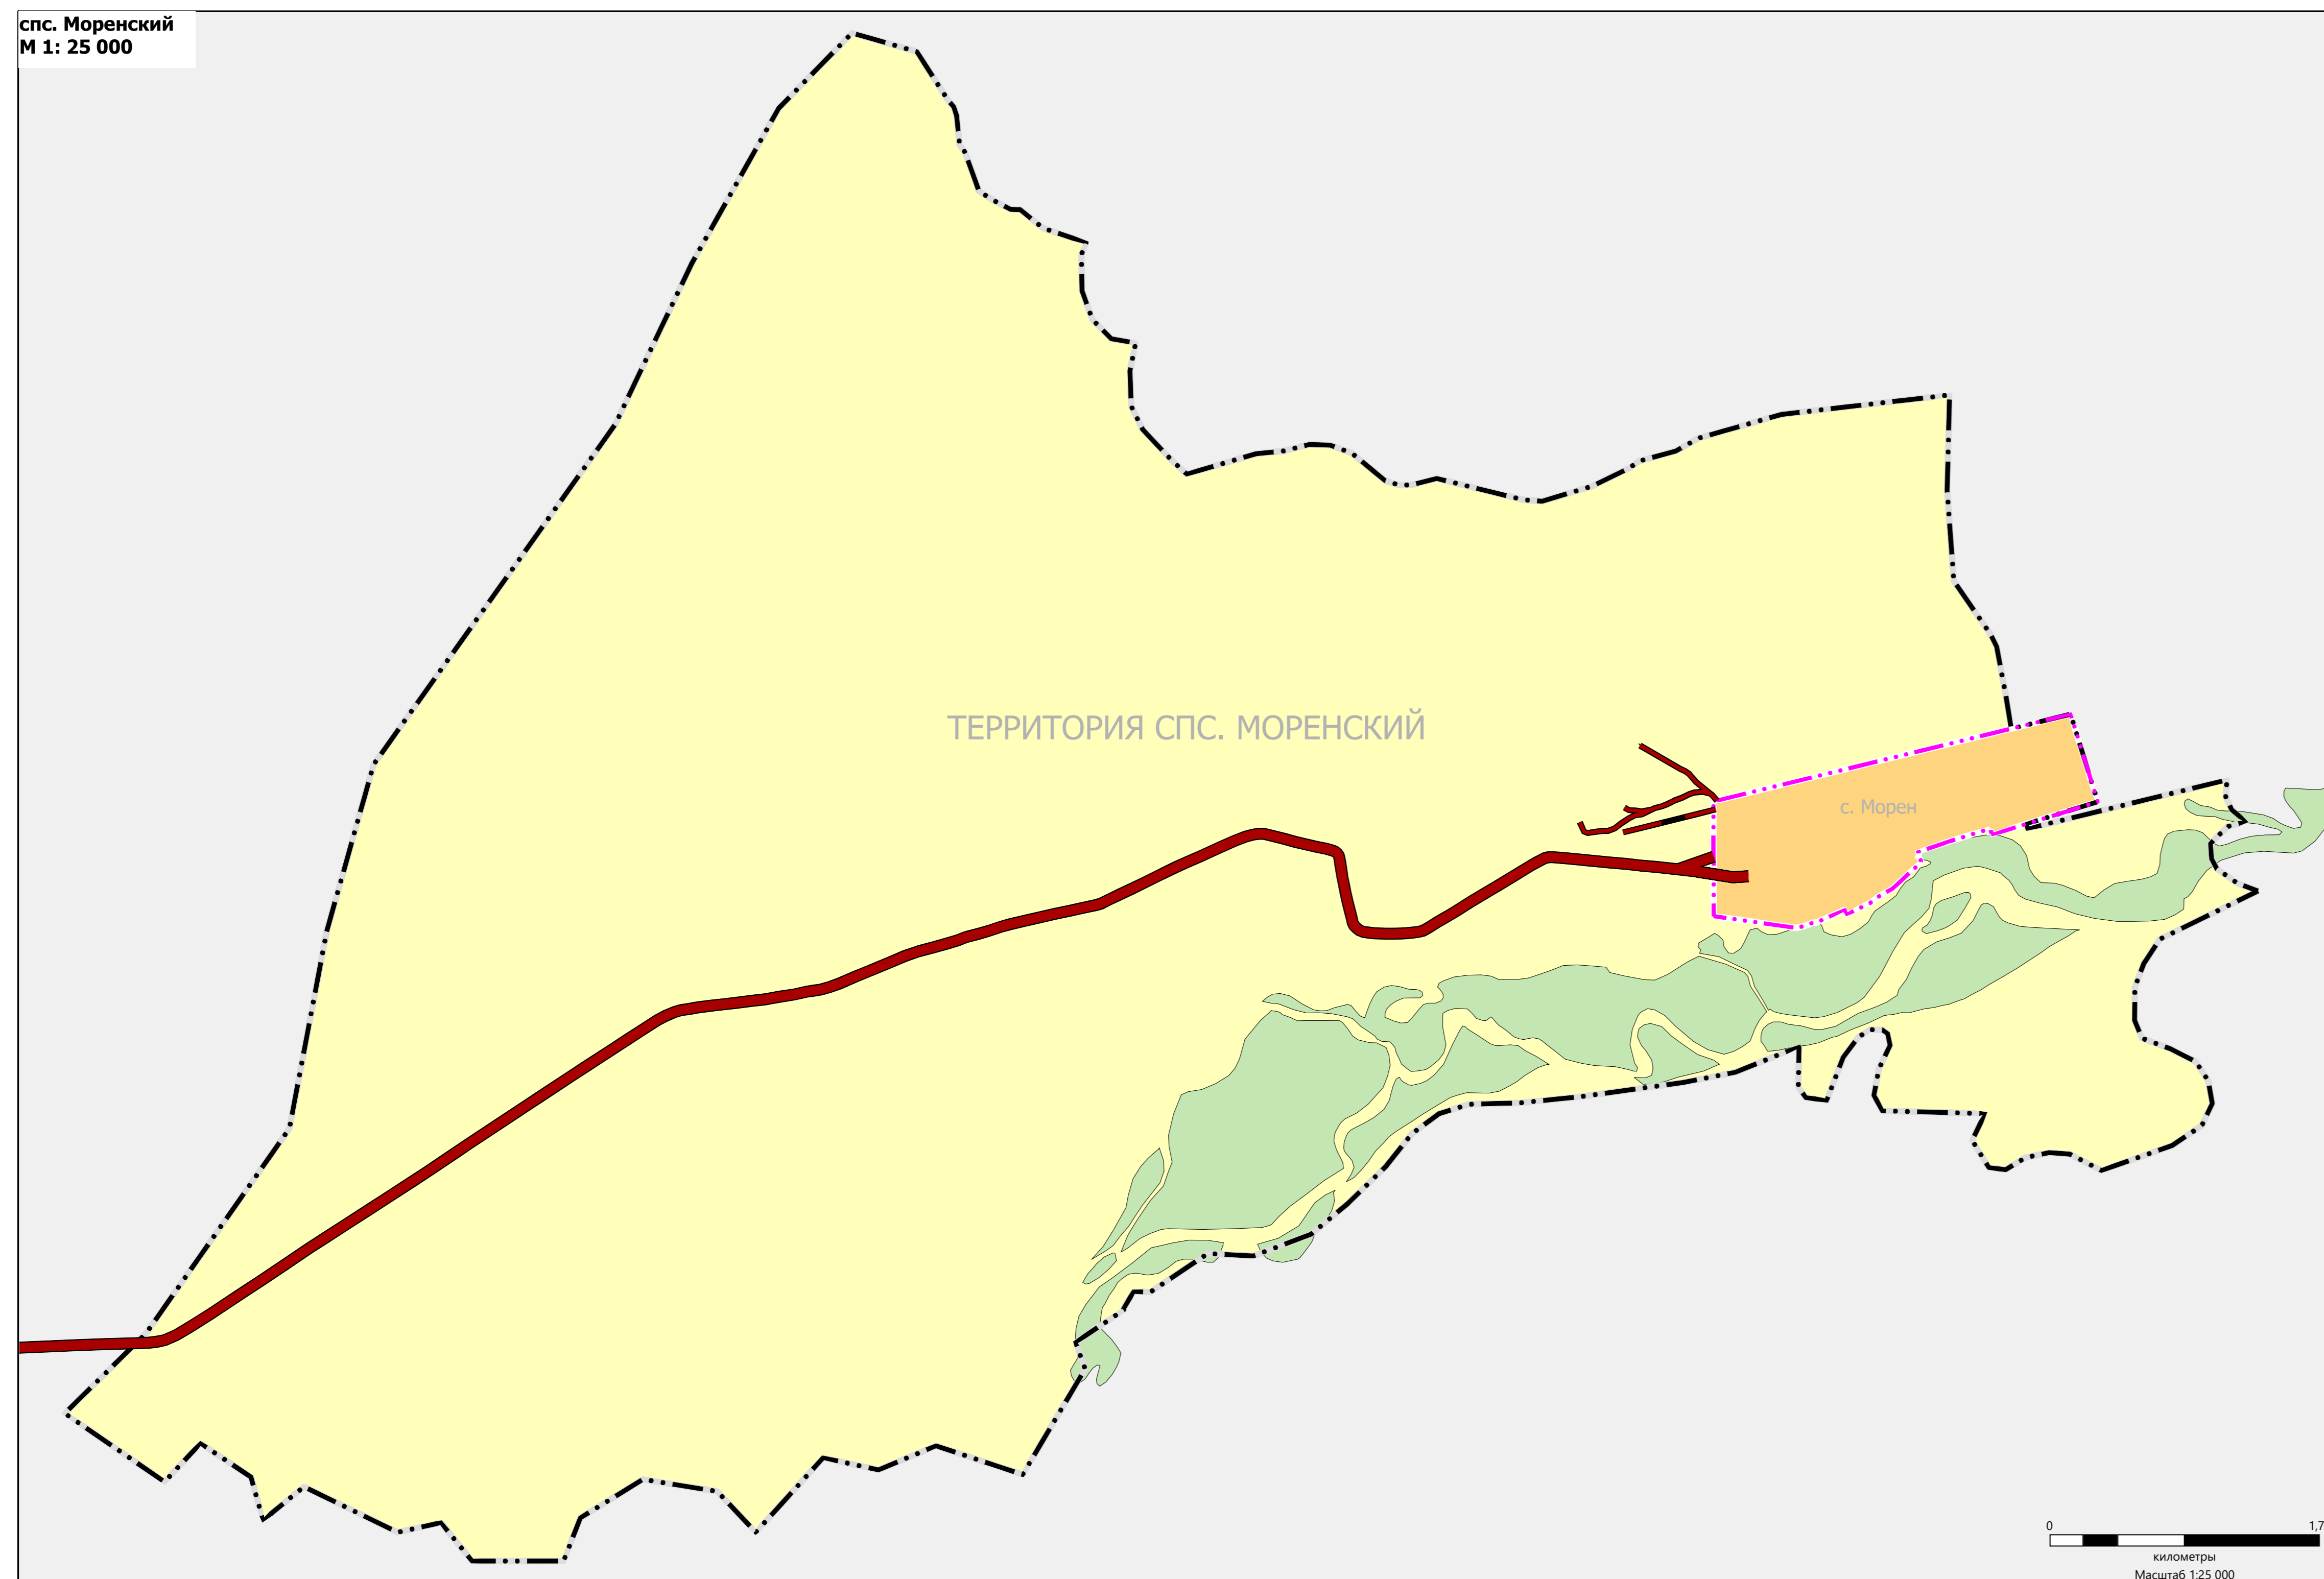 спс. Моренский
М 1: 25 000
ТЕРРИТОРИЯ СПС. МОРЕНСКИЙ
с. Морен
0 1,7
километры
Масштаб 1:25 000